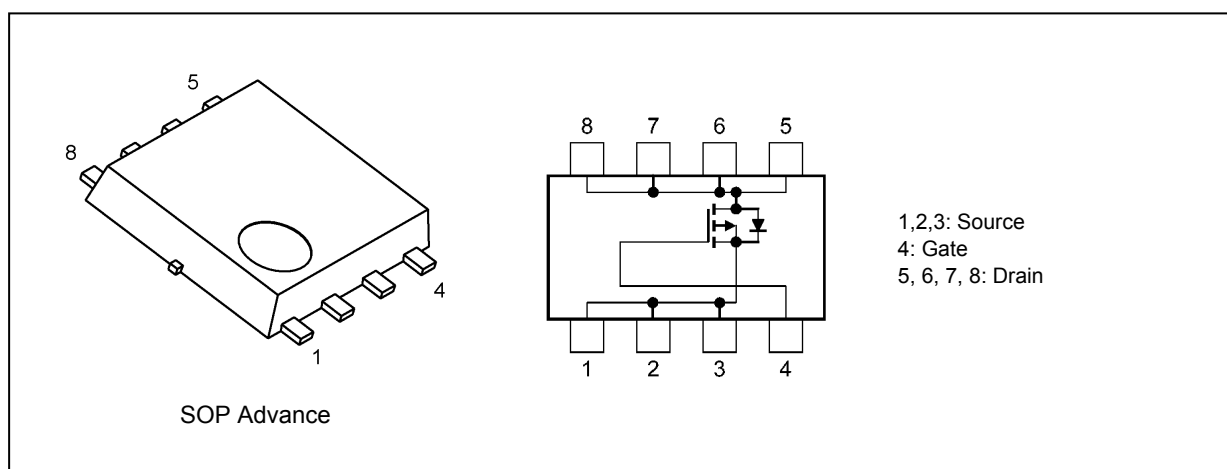 5
8
4
1
SOP Advance
8 7 6 5
1 2 3 4
1,2,3: Source
4: Gate
5, 6, 7, 8: Drain